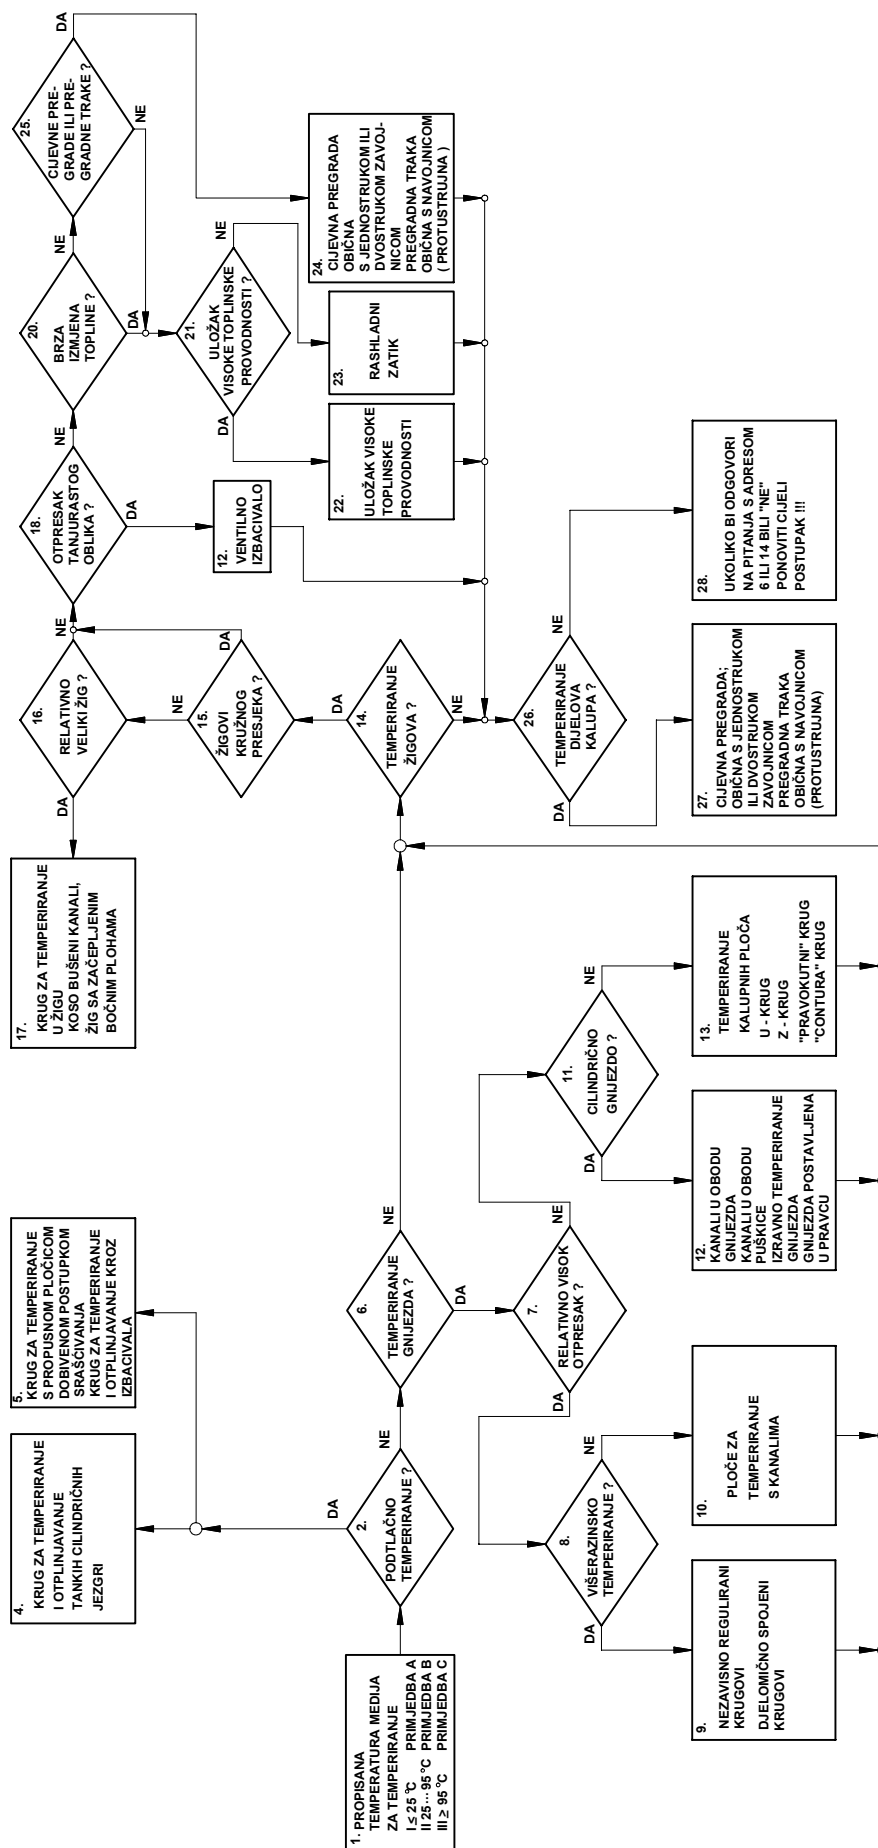 1. PROPISANA
TEMPERATURA MEDIJA
ZA TEMPERIRANJE
I ≤ 25 °C PRIMJEDBA A
II 25 ··· 95 °C PRIMJEDBA B
III ≥ 95 °C PRIMJEDBA C
2.
PODTLAČNO
TEMPERIRANJE ?
DA
NE
4.
KRUG ZA TEMPERIRANJE
I OTPLINJAVANJE
TANKIH CILINDRIČNIH
JEZGRI
5.
KRUG ZA TEMPERIRANJE
S PROPUSNOM PLOČICOM
DOBIVENOM POSTUPKOM
SRAŠĆIVANJA
KRUG ZA TEMPERIRANJE
I OTPLINJAVANJE KROZ
IZBACIVALA
6.
TEMPERIRANJE
GNIJEZDA ?
NE
DA
7.
RELATIVNO VISOK
OTPRESAK ?
DA
NE
8.
VIŠERAZINSKO
TEMPERIRANJE ?
DA
NE
9.
NEZAVISNO REGULIRANI
KRUGOVI
DJELOMIČNO SPOJENI
KRUGOVI
10.
PLOČE ZA
TEMPERIRANJE
S KANALIMA
11.
CILINDRIČNO
GNIJEZDO ?
DA
NE
12.
KANALI U OBODU
GNIJEZDA
KANALI U OBODU
PUŠKICE
IZRAVNO TEMPERIRANJE
GNIJEZDA
GNIJEZDA POSTAVLJENA
U PRAVCU
13.
TEMPERIRANJE
KALUPNIH PLOČA
U - KRUG
Z - KRUG
"PRAVOKUTNI" KRUG
"CONTURA" KRUG
14.
TEMPERIRANJE
ŽIGOVA ?
DA
NE
15.
ŽIGOVI
KRUŽNOG
PRESJEKA ?
NE
DA
16.
RELATIVNO
VELIKI ŽIG ?
DA
NE
17.
KRUG ZA TEMPERIRANJE
U ŽIGU
KOSO BUŠENI KANALI,
ŽIG SA ZAČEPLJENIM
BOČNIM PLOHAMA
18.
OTPRESAK
TANJURASTOG
OBLIKA ?
NE
DA
12.
VENTILNO
IZBACIVALO
20.
BRZA
IZMJENA
TOPLINE ?
NE
DA
21.
ULOŽAK
VISOKE TOPLINSKE
PROVODNOSTI ?
DA
NE
22.
ULOŽAK VISOKE
TOPLINSKE
PROVODNOSTI
23.
RASHLADNI
ZATIK
24.
CIJEVNA PREGRADA
OBIČNA
S JEDNOSTRUKOM ILI
DVOSTRUKOM ZAVOJ-
NICOM
PREGRADNA TRAKA
OBIČNA S NAVOJNICOM
( PROTUSTRUJNA )
25.
CIJEVNE PRE-
GRADE ILI PRE-
GRADNE TRAKE ?
DA
NE
26.
TEMPERIRANJE
DIJELOVA
KALUPA ?
DA
NE
27.
CIJEVNA PREGRADA;
OBIČNA S JEDNOSTRUKOM
ILI DVOSTRUKOM
ZAVOJNICOM
PREGRADNA TRAKA
OBIČNA S NAVOJNICOM
(PROTUSTRUJNA)
28.
UKOLIKO BI ODGOVORI
NA PITANJA S ADRESOM
6 ILI 14 BILI "NE"
PONOVITI CIJELI
POSTUPAK !!!